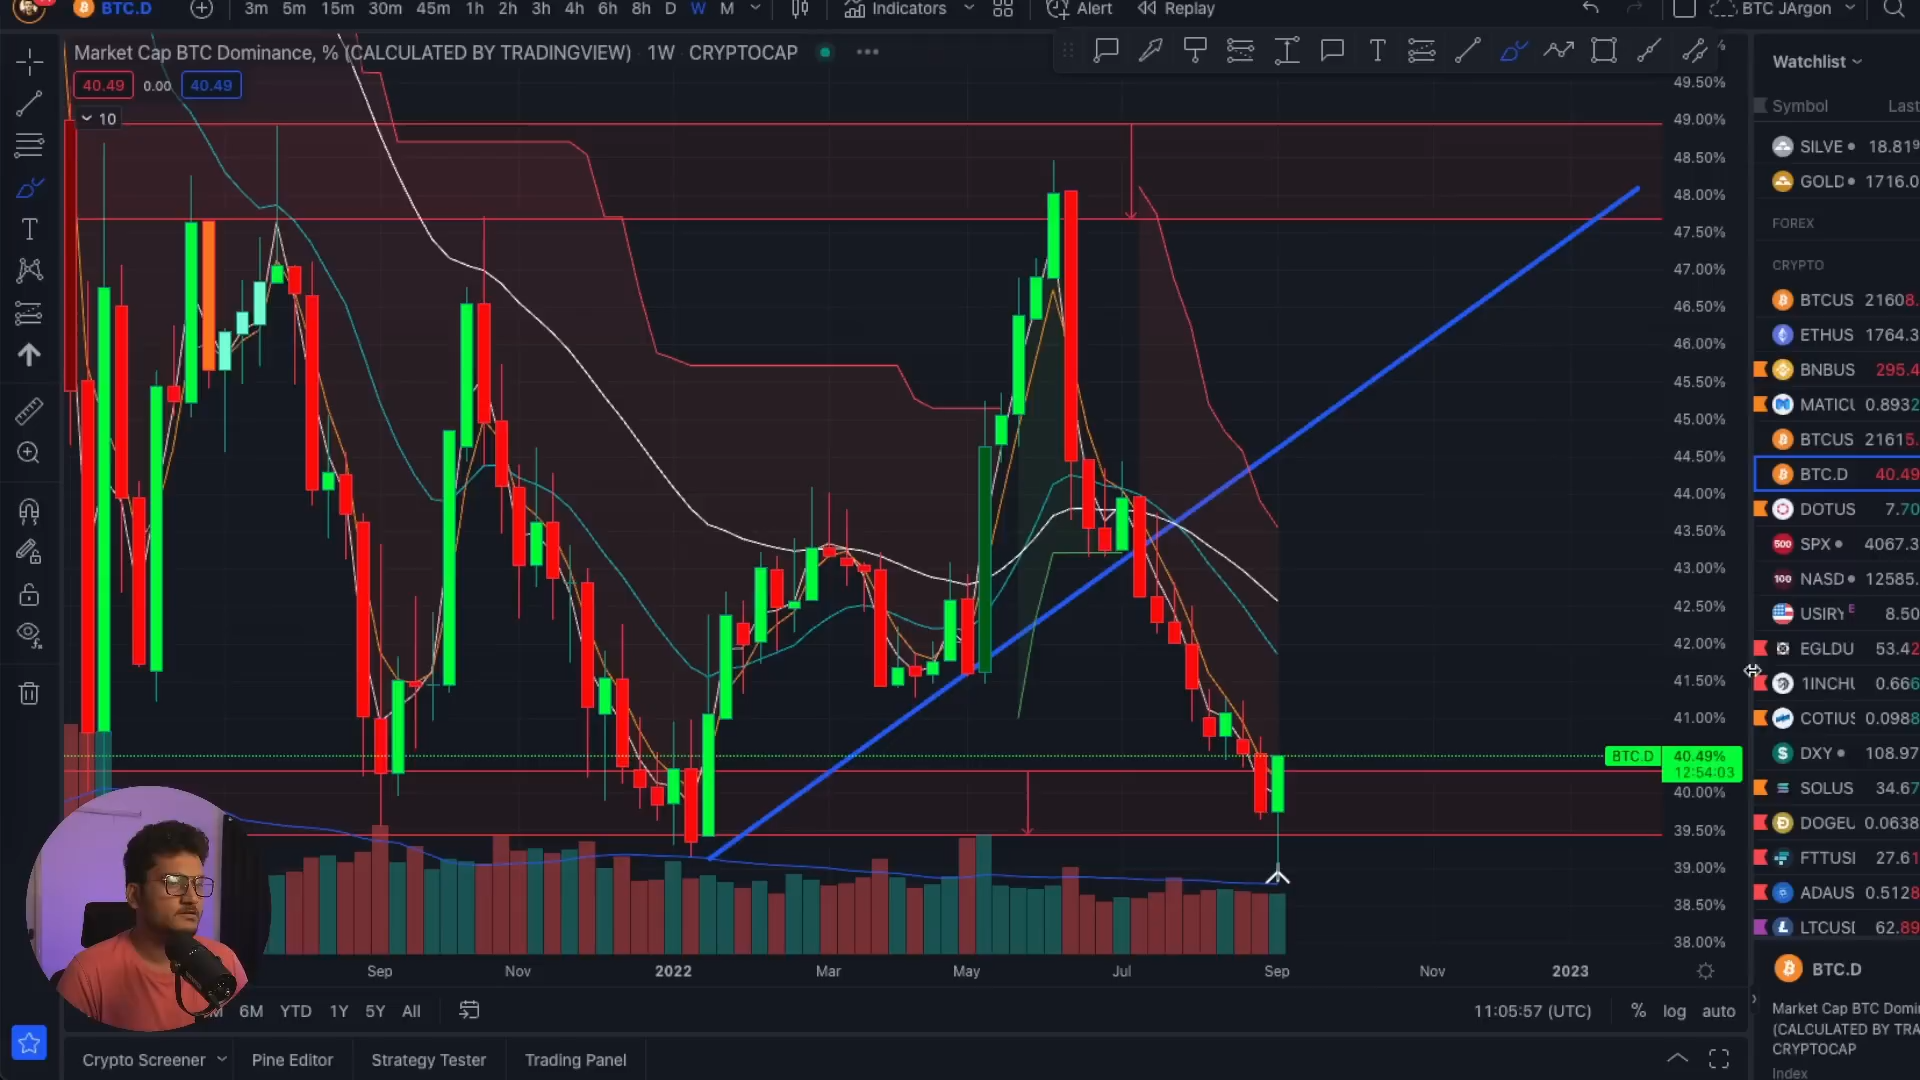 BTC.D
3m 5m 15m 30m 45m 1h 2h 3h 4h 6h 8h D W M
Indicators
Alert
Replay
BTC JArgon
Market Cap BTC Dominance, % (CALCULATED BY TRADINGVIEW) 1W CRYPTOCAP
40.49 0.00 40.49
10
49.50%
49.00%
48.50%
48.00%
47.50%
47.00%
46.50%
46.00%
45.50%
45.00%
44.50%
44.00%
43.50%
43.00%
42.50%
42.00%
41.50%
41.00%
BTC.D 40.49%
12:54:03
40.00%
39.50%
39.00%
38.50%
38.00%
Sep Nov 2022 Mar May Jul Sep Nov 2023
6M YTD 1Y 5Y All
11:05:57 (UTC) % log auto
Crypto Screener Pine Editor Strategy Tester Trading Panel
Watchlist
Symbol Last
SILVE 18.819
GOLD 1716.0
FOREX
CRYPTO
BTCUS 21608.
ETHUS 1764.3
BNBUS 295.4
MATICU 0.8932
BTCUS 21615.
BTC.D 40.49
DOTUS 7.70
500 SPX 4067.3
100 NASD 12585.
USIRY E 8.50
EGLDU 53.42
1INCHU 0.666
COTIUS 0.0988
DXY 108.97
SOLUS 34.67
DOGEU 0.0638
FTTUSI 27.61
ADAUS 0.5128
LTCUSI 62.89
BTC.D
Market Cap BTC Domi
(CALCULATED BY TRA
CRYPTOCAP
Index